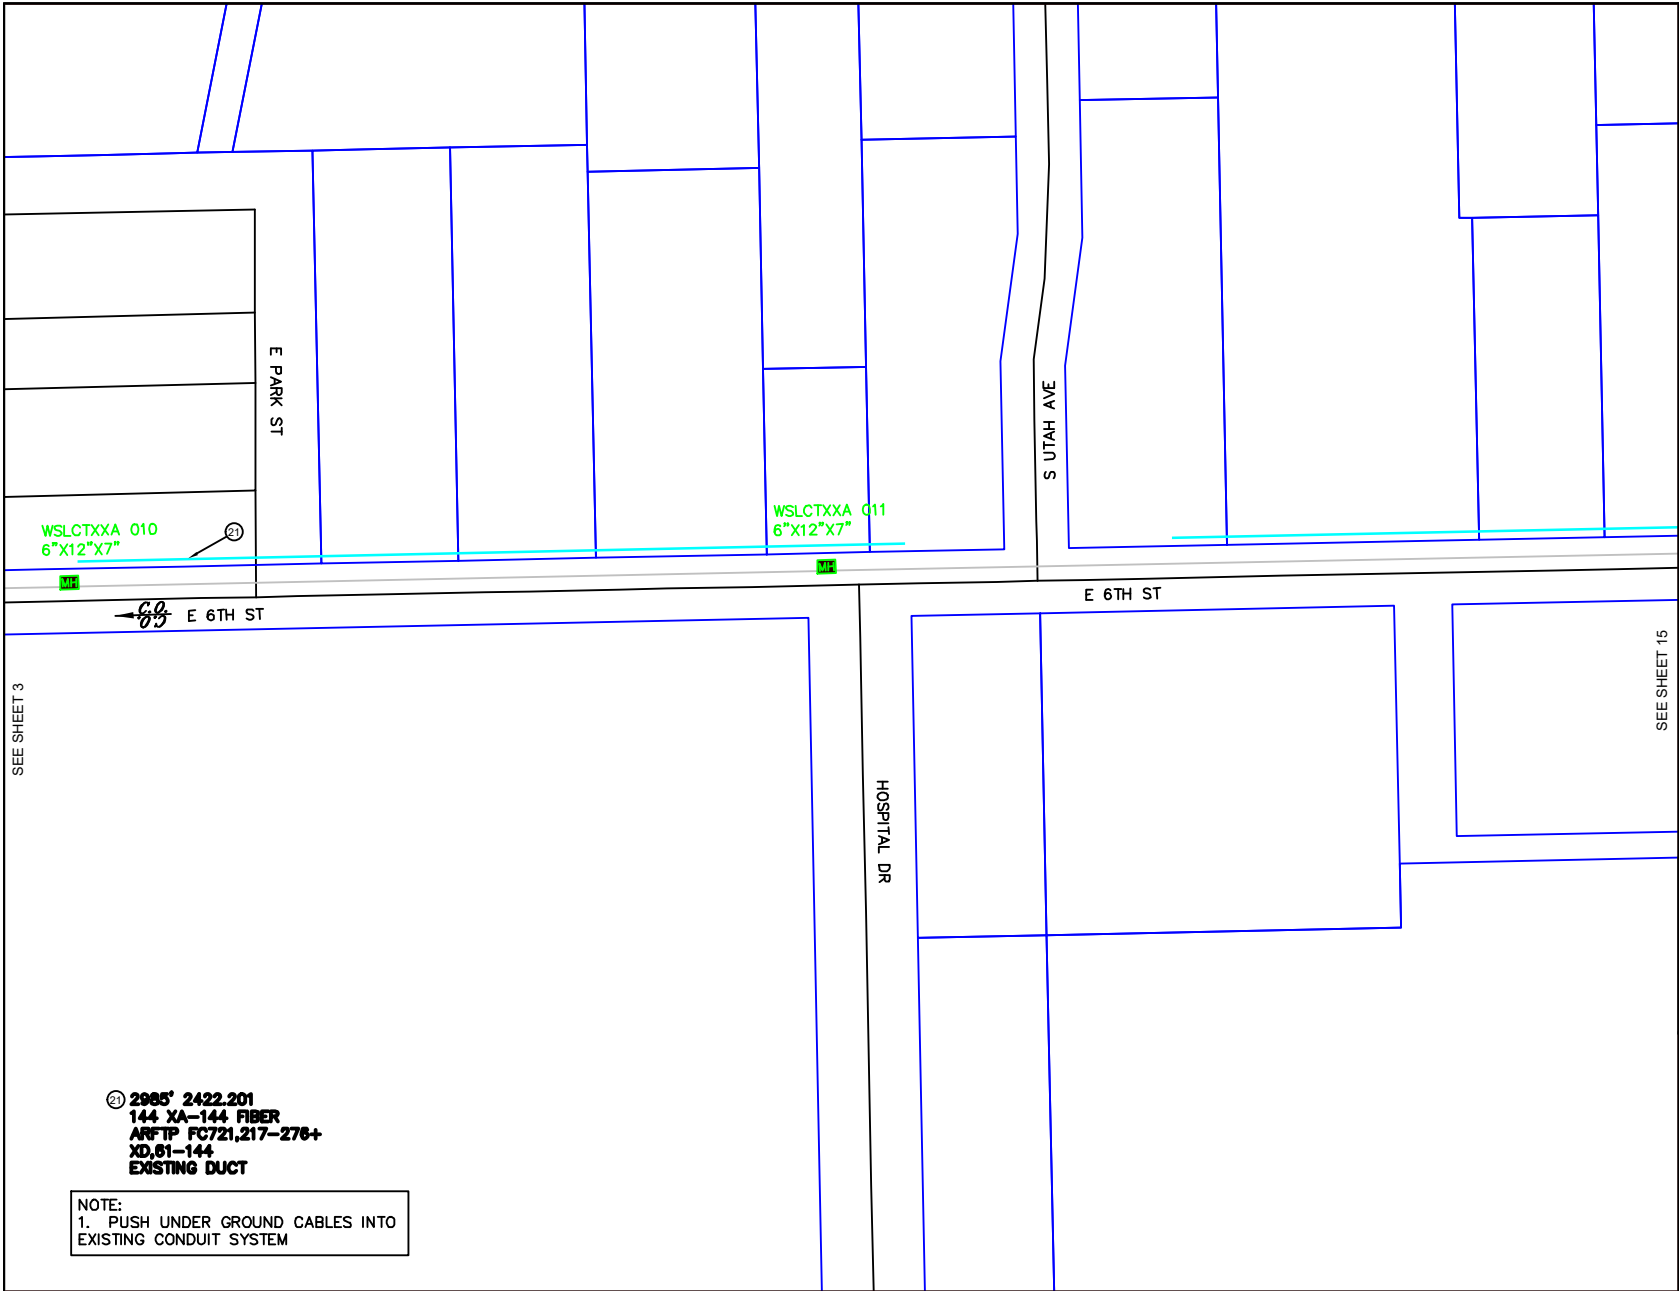 E PARK ST
S UTAH AVE
WSLCTXXA 010
6"X12"X7"
21
WSLCTXXA 011
6"X12"X7"
MH
MH
C.O.
C.O.
E 6TH ST
E 6TH ST
SEE SHEET 3
SEE SHEET 15
HOSPITAL DR
21 2985' 2422.201
144 XA-144 FIBER
ARFTP FC721,217-276+
XD,61-144
EXISTING DUCT
NOTE:
1. PUSH UNDER GROUND CABLES INTO
EXISTING CONDUIT SYSTEM